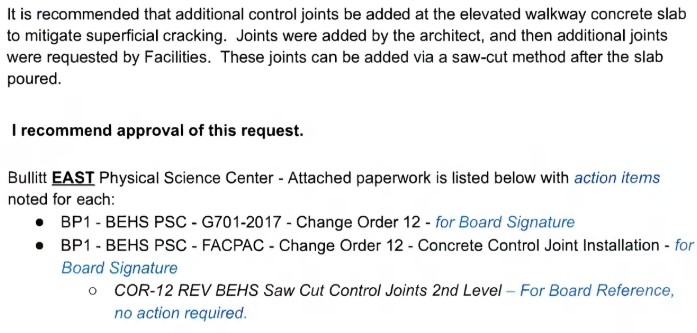 It is recommended that additional control joints be added at the elevated walkway concrete slab
to mitigate superficial cracking.  Joints were added by the architect, and then additional joints
were requested by Facilities.  These joints can be added via a saw-cut method after the slab
poured.
I recommend approval of this request.
Bullitt EAST Physical Science Center - Attached paperwork is listed below with action items
noted for each:
● BP1 - BEHS PSC - G701-2017 - Change Order 12 - for Board Signature
● BP1 - BEHS PSC - FACPAC - Change Order 12 - Concrete Control Joint Installation - for
Board Signature
○ COR-12 REV BEHS Saw Cut Control Joints 2nd Level – For Board Reference,
no action required.